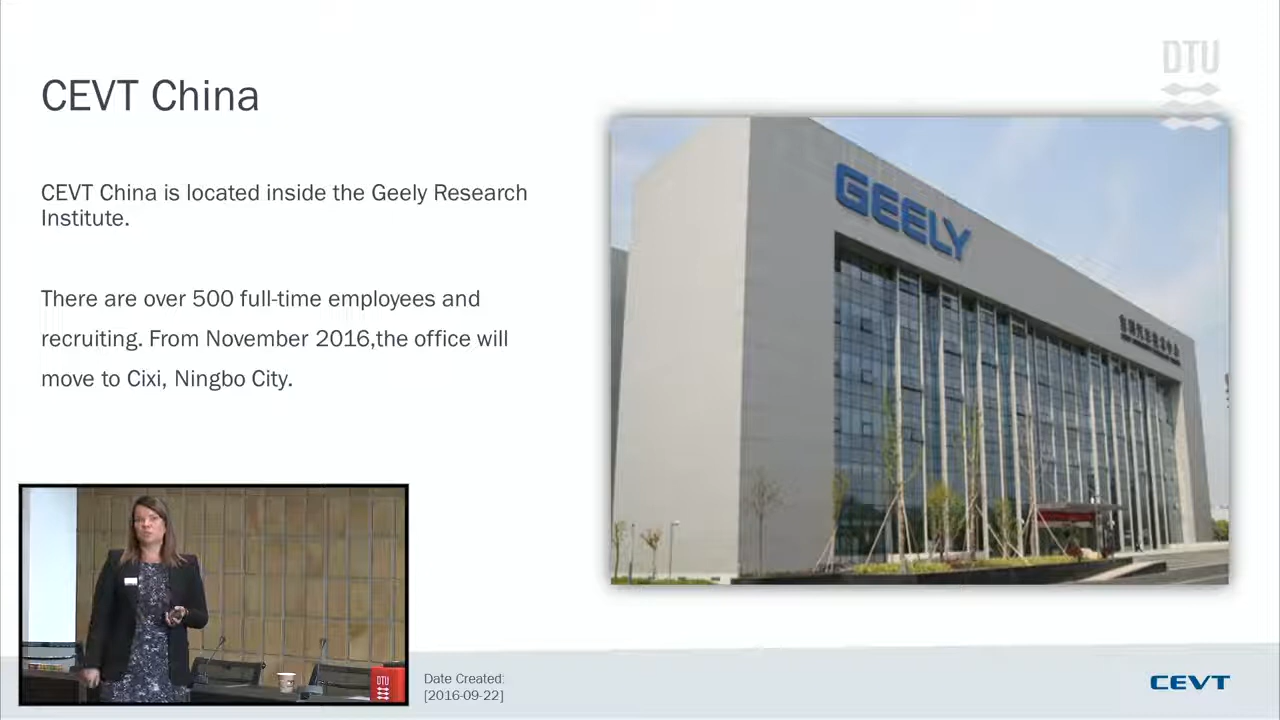 DTU
CEVT China
CEVT China is located inside the Geely Research
Institute.
There are over 500 full-time employees and
recruiting. From November 2016,the office will
move to Cixi, Ningbo City.
GEELY
DTU
Date Created:
[2016-09-22]
CEVT